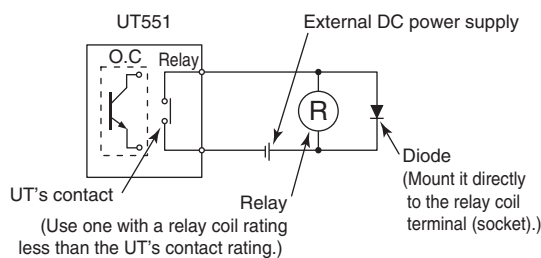 UT551
External DC power supply
O.C
Relay
R
Diode
(Mount it directly
to the relay coil
terminal (socket).)
UT's contact
Relay
(Use one with a relay coil rating
less than the UT's contact rating.)